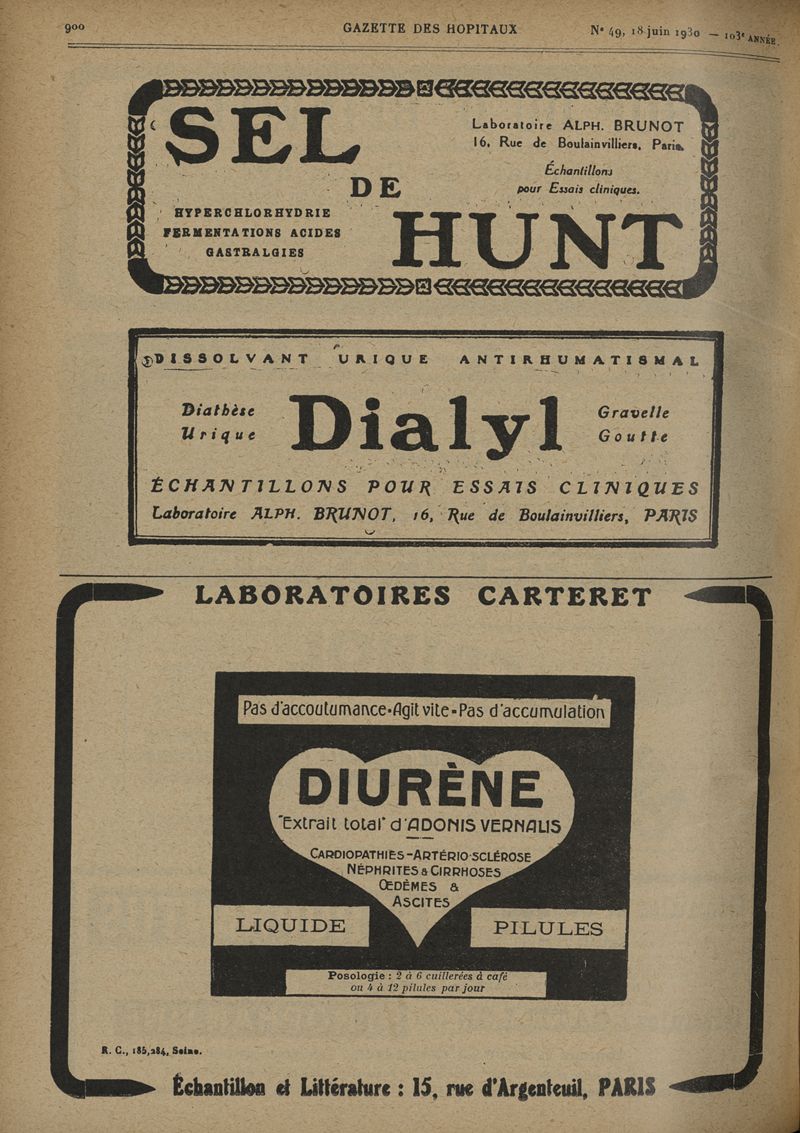 900 GAZETTE DES HOPITAUX Nº 49, 18 juin 1930 — 103e ANNÉE.
SEL
DE
HUNT
Laboratoire ALPH. BRUNOT
16, Rue de Boulainvilliers, Paris.
Échantillons
pour Essais cliniques.
HYPERCHLORHYDRIE
FERMENTATIONS ACIDES
GASTRALGIES
DISSOLVANT URIQUE ANTIRHUMATISMAL
Diathèse
Urique
Dialyl
Gravelle
Goutte
ÉCHANTILLONS POUR ESSAIS CLINIQUES
Laboratoire ALPH. BRUNOT, 16, Rue de Boulainvilliers, PARIS
LABORATOIRES CARTERET
Pas d'accoutumance-Agit vite-Pas d'accumulation
DIURÈNE
"Extrait total" d'ADONIS VERNALIS
CARDIOPATHIES-ARTÉRIO-SCLÉROSE
NÉPHRITES & CIRRHOSES
ŒDÈMES &
ASCITES
LIQUIDE
PILULES
Posologie : 2 à 6 cuillerées à café
ou 4 à 12 pilules par jour
R. C., 185,284, Seine.
Échantillon et Littérature : 15, rue d'Argenteuil, PARIS